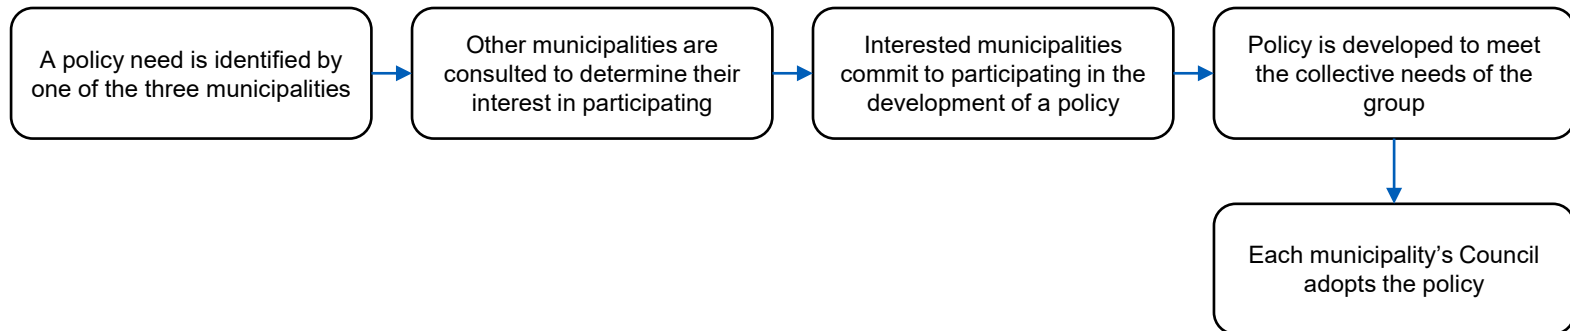 A policy need is identified by
one of the three municipalities
Other municipalities are
consulted to determine their
interest in participating
Interested municipalities
commit to participating in the
development of a policy
Policy is developed to meet
the collective needs of the
group
Each municipality’s Council
adopts the policy